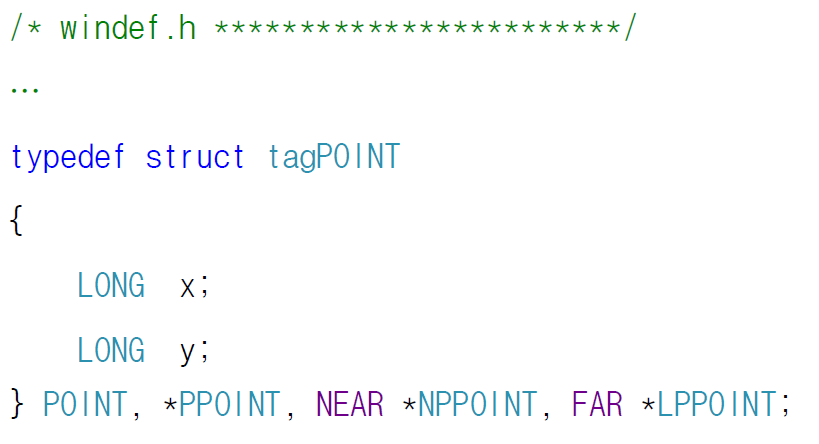 /* windef.h ************************/
...
typedef struct tagPOINT
{
    LONG  x;
    LONG  y;
} POINT, *PPOINT, NEAR *NPPOINT, FAR *LPPOINT;